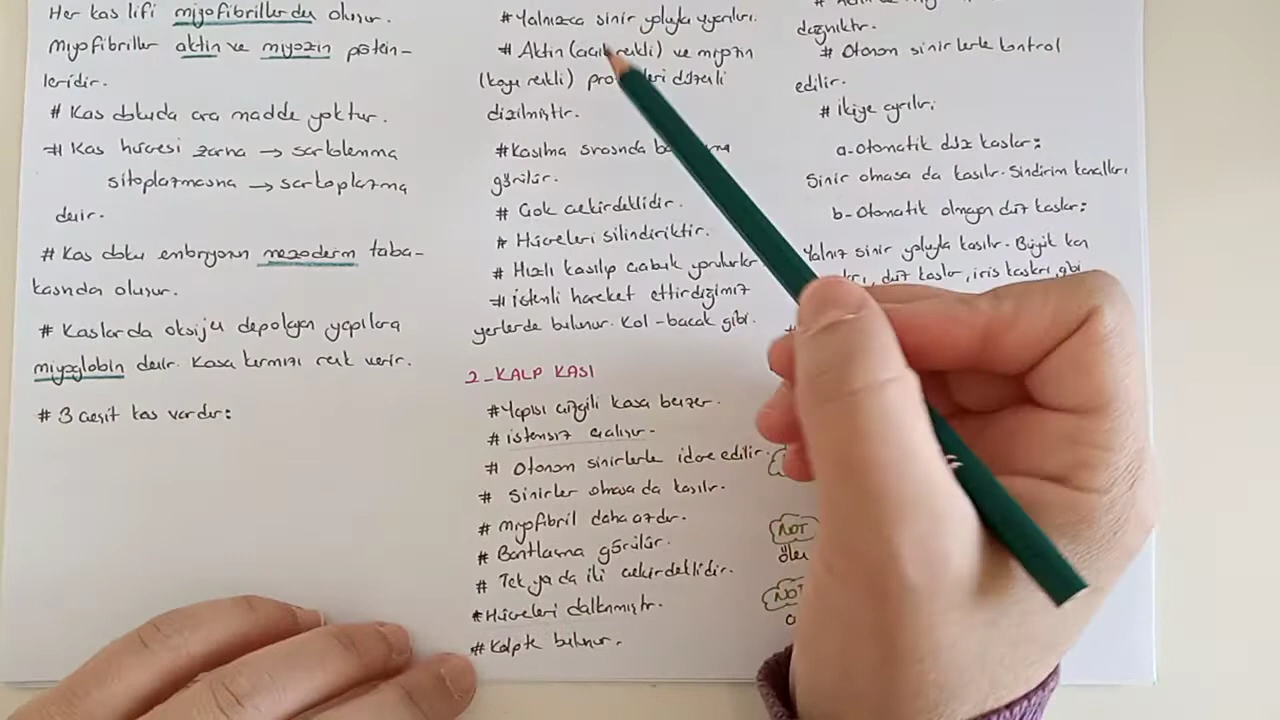 Her kas lifi miyofibrillerden oluşur.
Miyofibriller aktin ve miyozin protein-
leridir.
# Kas dokuda ara madde yoktur.
# Kas hücresi zarına → sarkolemma
sitoplazmasına → sarkoplazma
denir.
# Kas doku embriyonun mezoderm taba-
kasından oluşur.
# Kaslarda oksijen depolayan yapılara
miyoglobin denir. Kasa kırmızı renk verir.
# 3 çeşit kas vardır:
# Yalnızca sinir yoluyla uyarılır.
# Aktin (açık renkli) ve miyozin
(koyu renkli) düzenli
dizilmiştir.
# Kasılma sırasında
görülür.
# Çok çekirdeklidir.
# Hücreleri silindiriktir.
# Hızlı kasılıp çabuk yorulurlar
# İstemli hareket ettirdiğimiz
yerlerde bulunur. Kol-bacak gibi.
2-KALP KASI
# Yapısı çizgili kasa benzer.
# İstemsiz çalışır.
# Otonom sinirlerle idare edilir.
# Sinirler olmasa da kasılır.
# Miyofibril daha azdır.
# Bantlaşma görülür.
# Tek ya da iki çekirdeklidir.
# Hücreleri dallanmıştır.
# Kalpte bulunur.
dağınıktır.
# Otonom sinirlerle kontrol
edilir.
# İkiye ayrılır:
a-Otomatik düz kaslar:
Sinir olmasa da kasılır. Sindirim kanalları
b-Otomatik olmayan düz kaslar:
Yalnız sinir yoluyla kasılır. Büyük kan
düz kaslar, iris kasları gibi
NOT
NOT